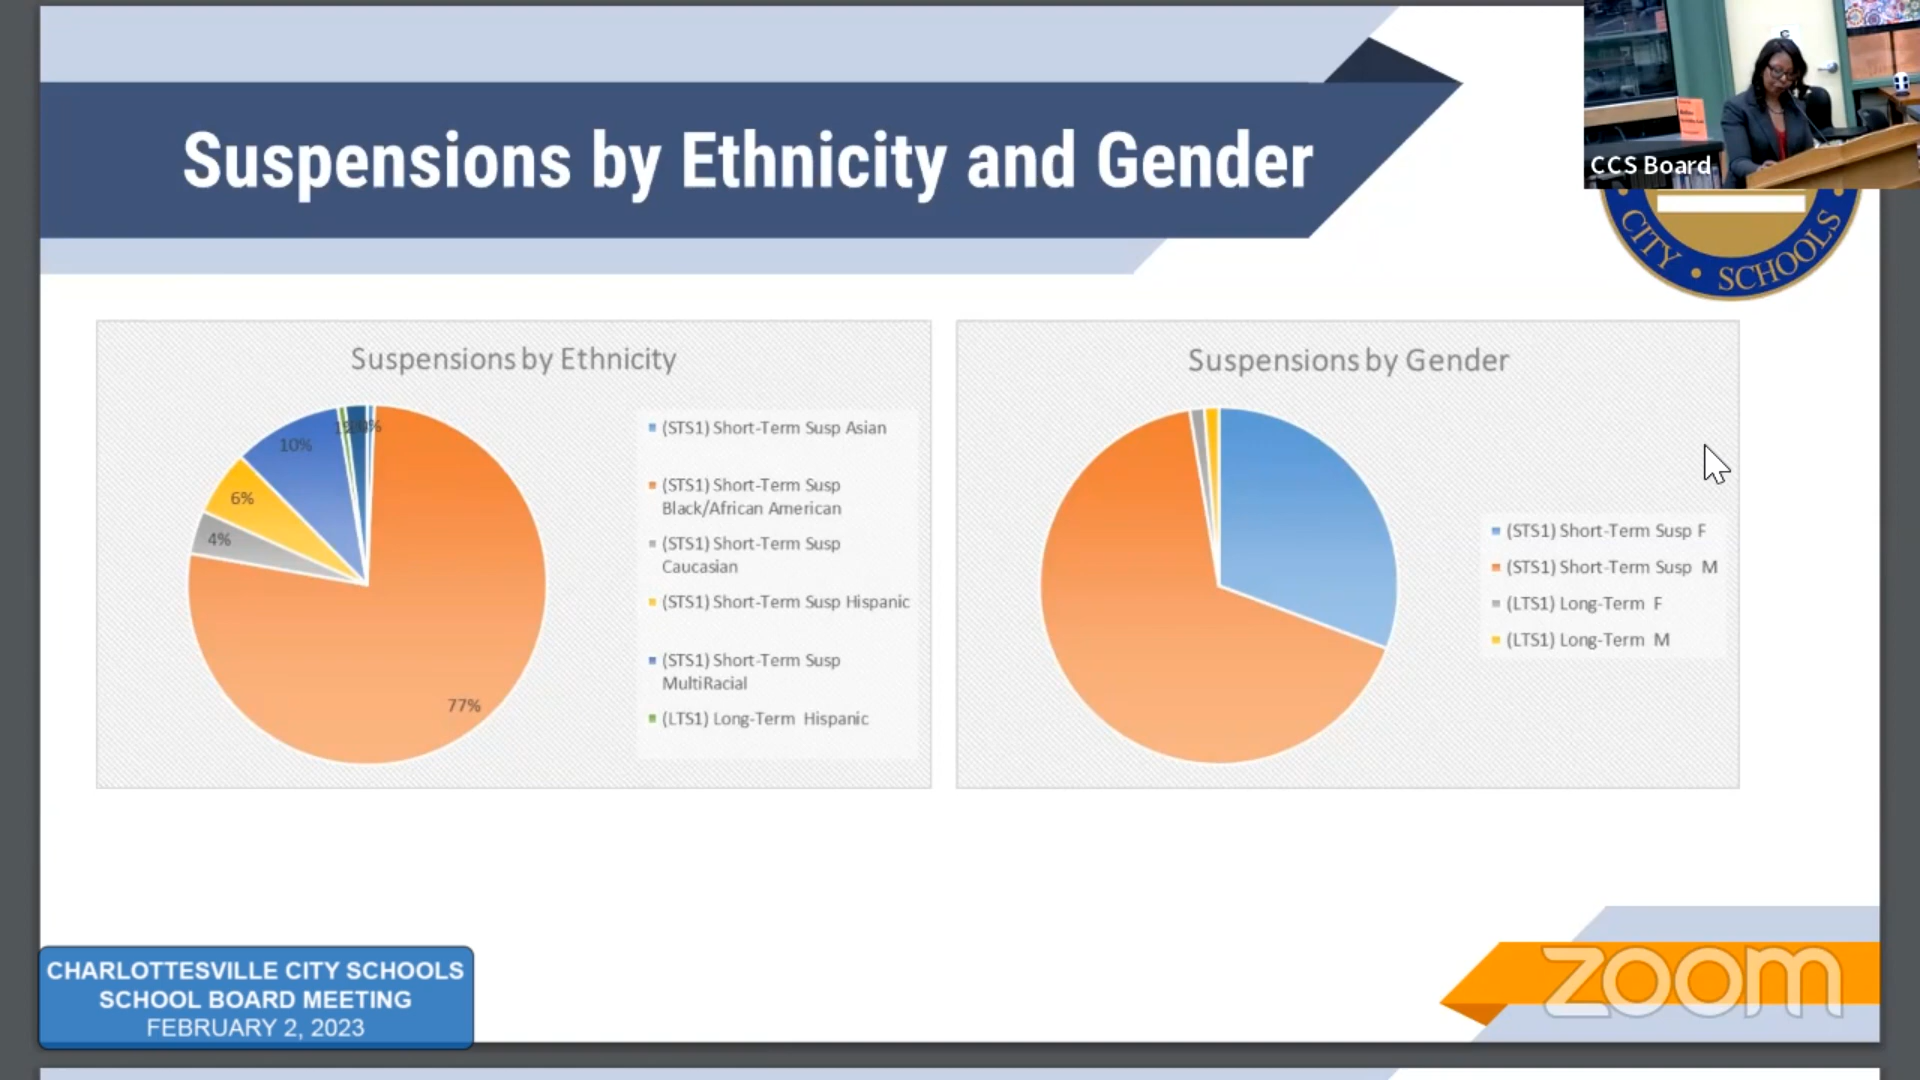 Suspensions by Ethnicity and Gender
CCS Board
CITY • SCHOOLS
Suspensions by Ethnicity
10%
6%
4%
77%
(STS1) Short-Term Susp Asian
(STS1) Short-Term Susp
Black/African American
(STS1) Short-Term Susp
Caucasian
(STS1) Short-Term Susp Hispanic
(STS1) Short-Term Susp
MultiRacial
(LTS1) Long-Term Hispanic
Suspensions by Gender
(STS1) Short-Term Susp F
(STS1) Short-Term Susp M
(LTS1) Long-Term F
(LTS1) Long-Term M
CHARLOTTESVILLE CITY SCHOOLS
SCHOOL BOARD MEETING
FEBRUARY 2, 2023
zoom